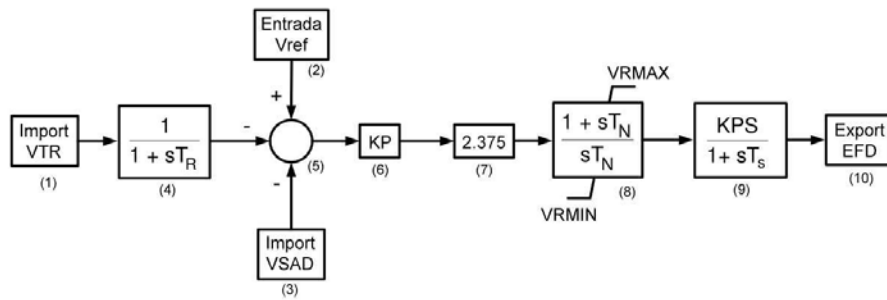 Entrada
Vref
(2)
VRMAX
+
Import
VTR
(1)
1
1 + sT_R
(4)
-
(5)
KP
(6)
2.375
(7)
1 + sT_N
sT_N
(8)
VRMIN
KPS
1 + sT_s
(9)
Export
EFD
(10)
-
Import
VSAD
(3)